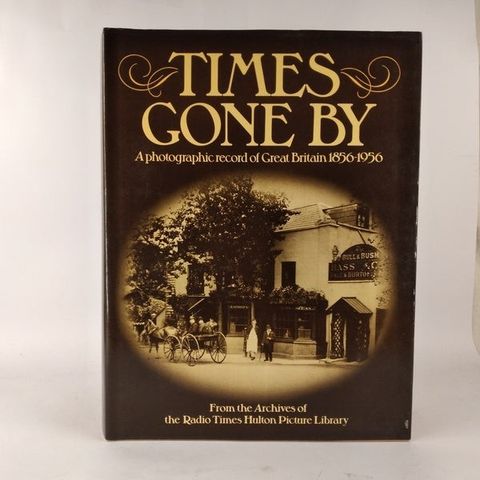 TIMES
GONE BY
A photographic record of Great Britain 1856-1956
BULL & BUSH
From the Archives of
the Radio Times Hulton Picture Library